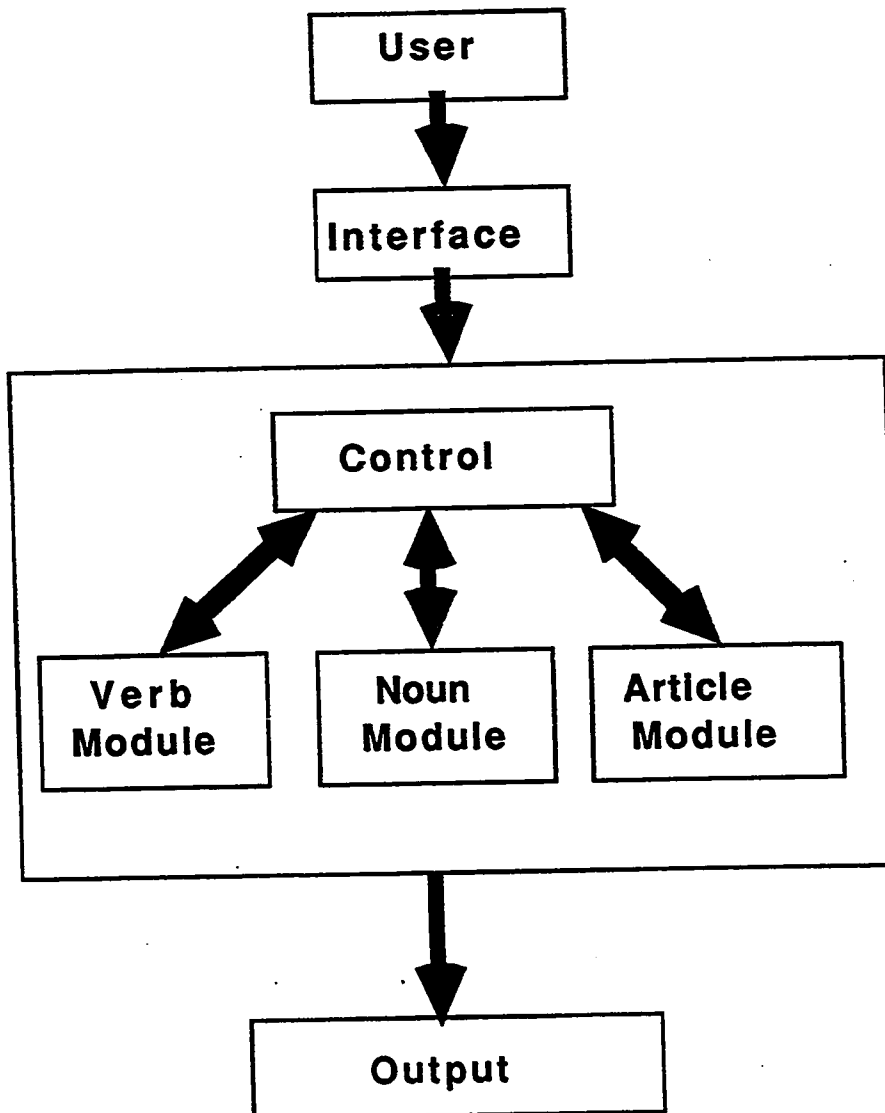 User
Interface
Control
Verb
Module
Noun
Module
Article
Module
Output